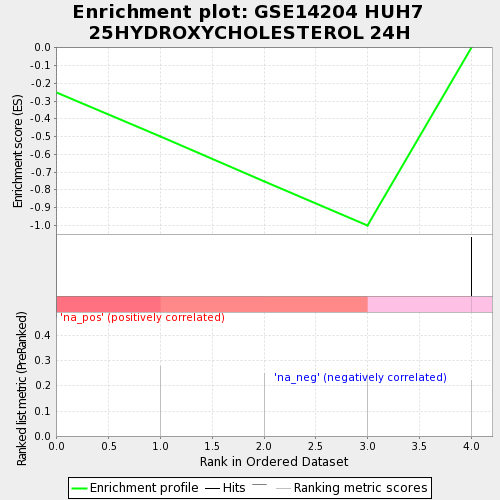 Enrichment plot: GSE14204 HUH7
25HYDROXYCHOLESTEROL 24H
Enrichment score (ES)
0.0
-0.1
-0.2
-0.3
-0.4
-0.5
-0.6
-0.7
-0.8
-0.9
-1.0
'na_pos' (positively correlated)
'na_neg' (negatively correlated)
Ranked list metric (PreRanked)
0.4
0.3
0.2
0.1
0.0
0.0 0.5 1.0 1.5 2.0 2.5 3.0 3.5 4.0
Rank in Ordered Dataset
Enrichment profile Hits Ranking metric scores